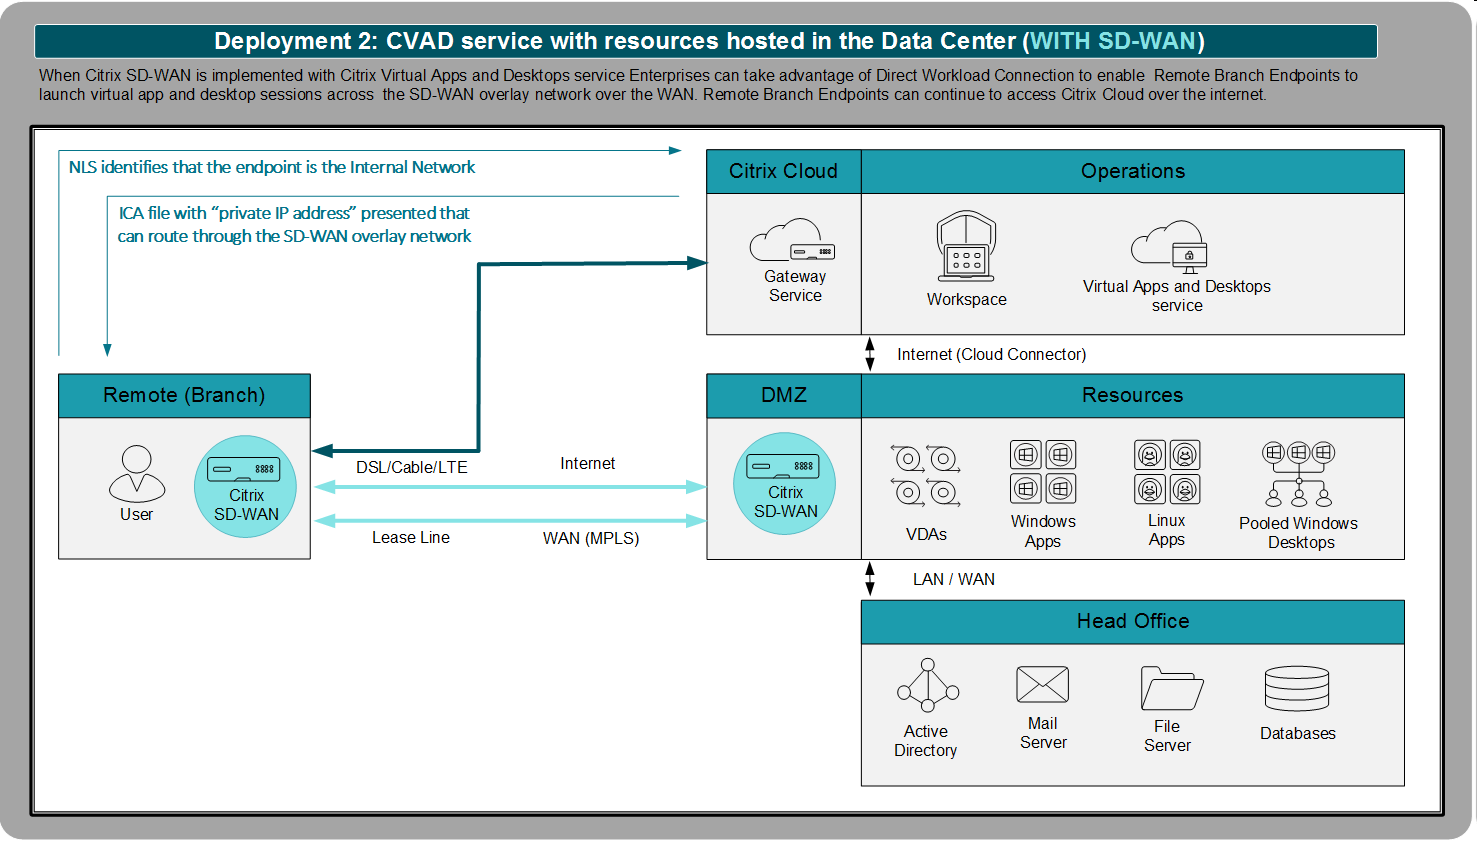 Deployment 2: CVAD service with resources hosted in the Data Center (WITH SD-WAN)
When Citrix SD-WAN is implemented with Citrix Virtual Apps and Desktops service Enterprises can take advantage of Direct Workload Connection to enable  Remote Branch Endpoints to
launch virtual app and desktop sessions across  the SD-WAN overlay network over the WAN. Remote Branch Endpoints can continue to access Citrix Cloud over the internet.
NLS identifies that the endpoint is the Internal Network
ICA file with “private IP address” presented that
can route through the SD-WAN overlay network
Citrix Cloud
Operations
Gateway
Service
Workspace
Virtual Apps and Desktops
service
Internet (Cloud Connector)
Remote (Branch)
User
Citrix
SD-WAN
DSL/Cable/LTE
Internet
Lease Line
WAN (MPLS)
DMZ
Resources
Citrix
SD-WAN
VDAs
Windows
Apps
Linux
Apps
Pooled Windows
Desktops
LAN / WAN
Head Office
Active
Directory
Mail
Server
File
Server
Databases